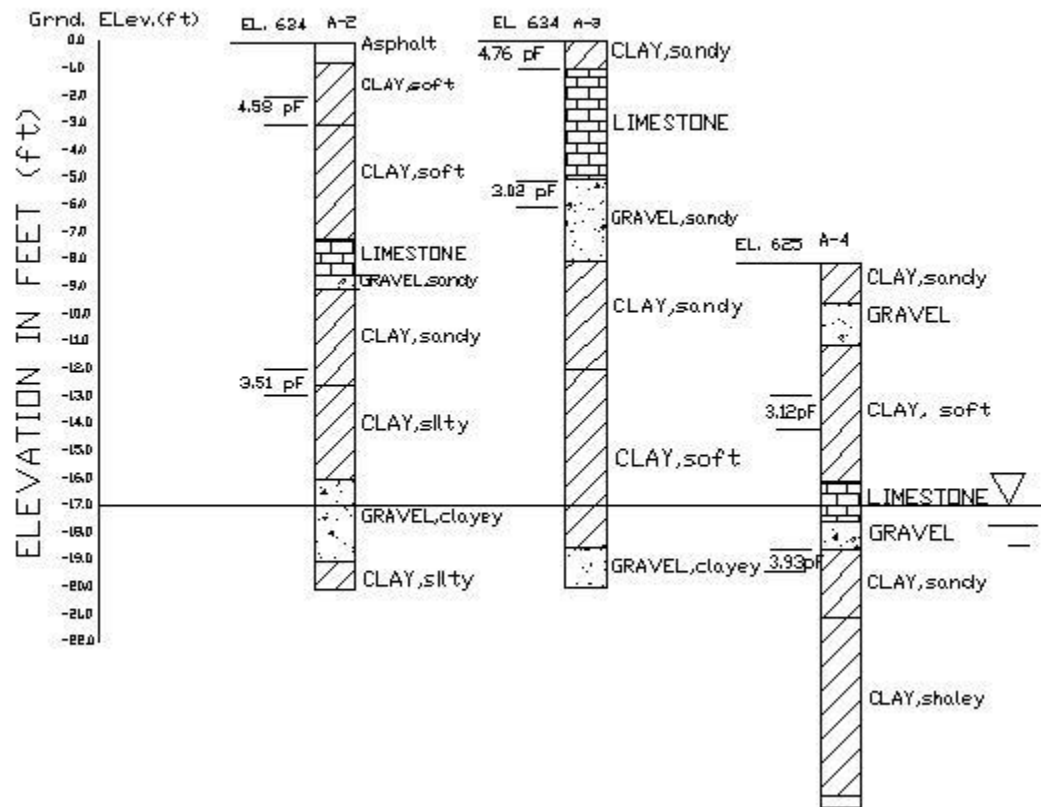 Grnd. ELev.(ft)
ELEVATION IN FEET (ft)
0.0
-1.0
-2.0
-3.0
-4.0
-5.0
-6.0
-7.0
-8.0
-9.0
-10.0
-11.0
-12.0
-13.0
-14.0
-15.0
-16.0
-17.0
-18.0
-19.0
-20.0
-21.0
-22.0
EL. 634 A-2
Asphalt
CLAY,soft
4.58 pF
CLAY,soft
LIMESTONE
GRAVEL,sandy
CLAY,sandy
3.51 pF
CLAY,silty
GRAVEL,clayey
CLAY,silty
EL 634 A-3
4.76 pF
CLAY,sandy
LIMESTONE
3.02 pF
GRAVEL,sandy
CLAY,sandy
CLAY,soft
GRAVEL,clayey
EL. 625 A-4
CLAY,sandy
GRAVEL
3.12pF
CLAY, soft
LIMESTONE
GRAVEL
3.93pF
CLAY,sandy
CLAY,shaley